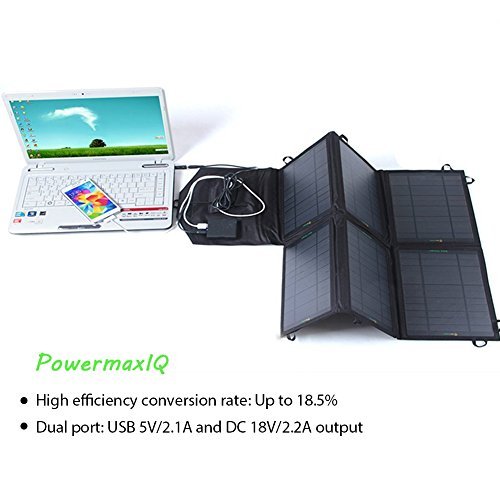 PowermaxIQ
• High efficiency conversion rate: Up to 18.5%
• Dual port: USB 5V/2.1A and DC 18V/2.2A output